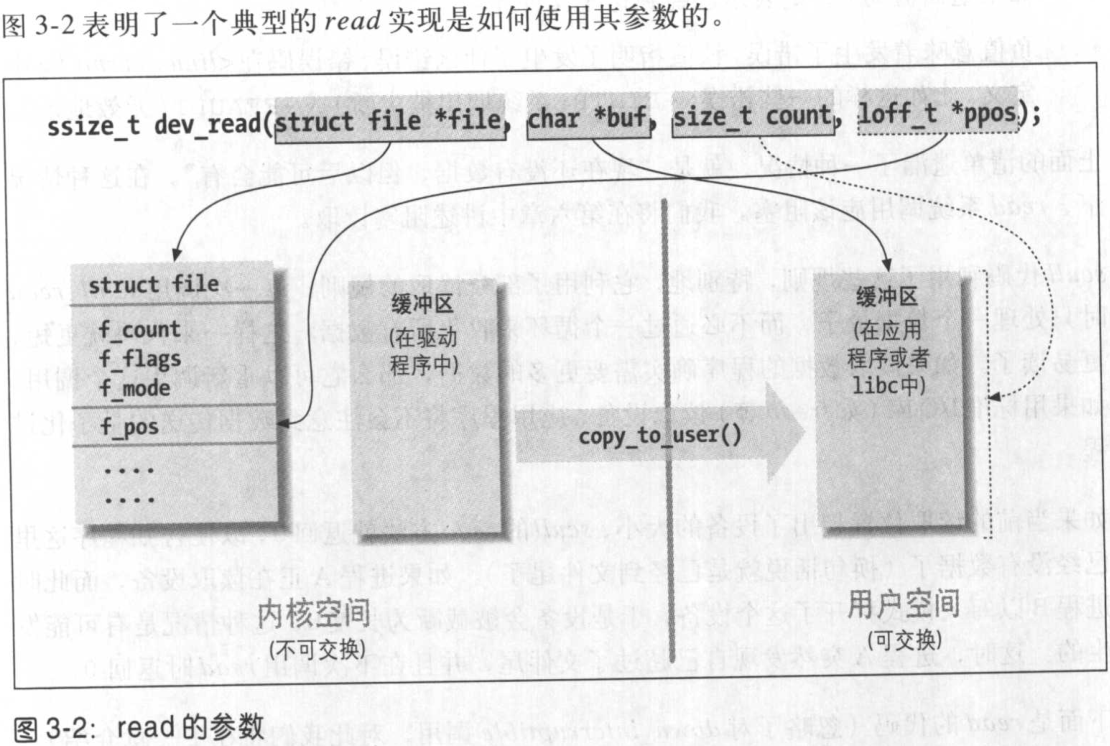 图 3-2 表明了一个典型的 read 实现是如何使用其参数的。
ssize_t dev_read(struct file *file, char *buf, size_t count, loff_t *ppos);
struct file
f_count
f_flags
f_mode
f_pos
....
....
缓冲区
(在驱动
程序中)
copy_to_user()
缓冲区
(在应用
程序或者
libc中)
内核空间
(不可交换)
用户空间
(可交换)
图 3-2: read 的参数